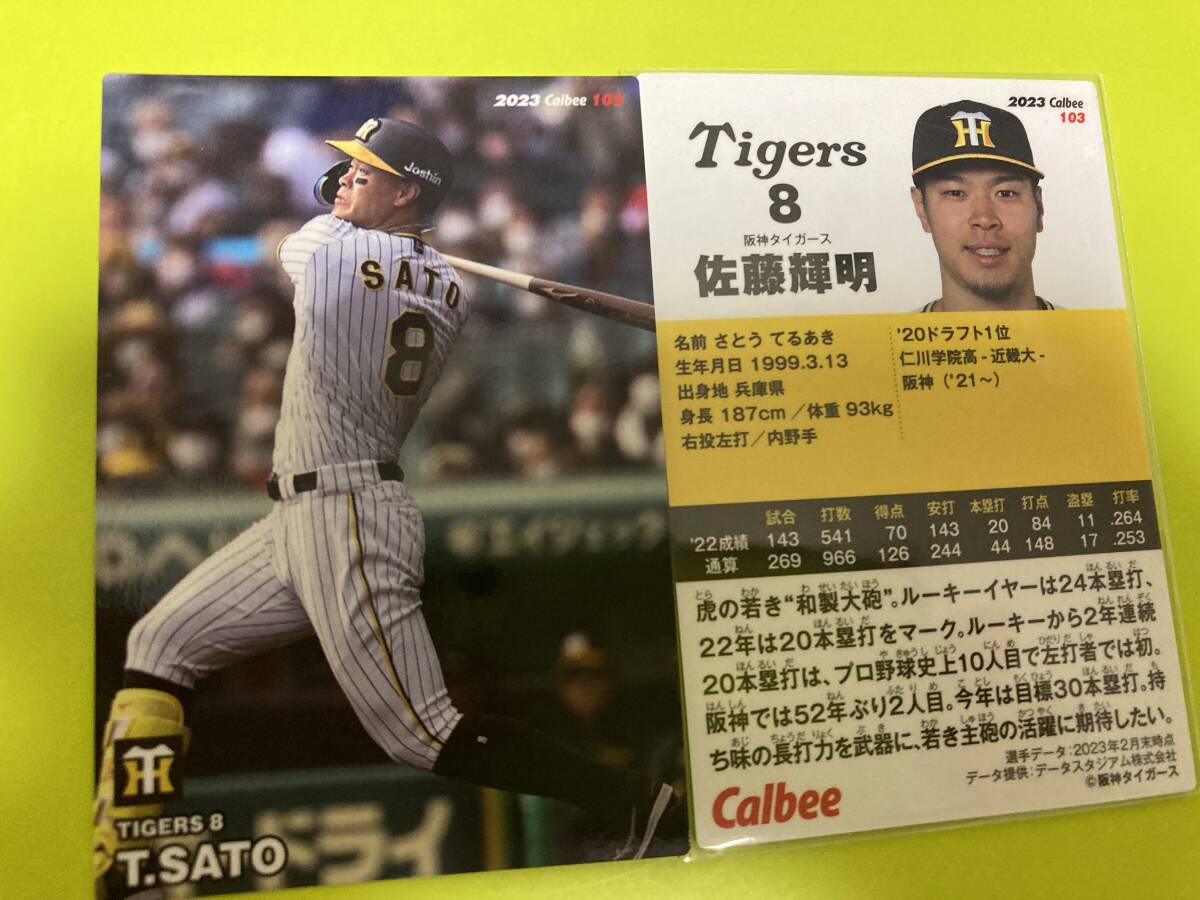 2023 Calbee 103
Joshin
SATO
8
ドライ
TIGERS 8
T.SATO
2023 Calbee
103
Tigers
8
阪神タイガース
佐藤輝明
名前 さとう てるあき
生年月日 1999.3.13
出身地 兵庫県
身長 187cm/体重 93kg
右投左打/内野手
'20ドラフト1位
仁川学院高-近畿大-
阪神('21~)
試合 打数 得点 安打 本塁打 打点 盗塁 打率
'22成績 143 541 70 143 20 84 11 .264
通算 269 966 126 244 44 148 17 .253
虎の若き“和製大砲”。ルーキーイヤーは24本塁打、
22年は20本塁打をマーク。ルーキーから2年連続
20本塁打は、プロ野球史上10人目で左打者では初。
阪神では52年ぶり2人目。今年は目標30本塁打。持
ち味の長打力を武器に、若き主砲の活躍に期待したい。
選手データ:2023年2月末時点
データ提供:データスタジアム株式会社
©阪神タイガース
Calbee